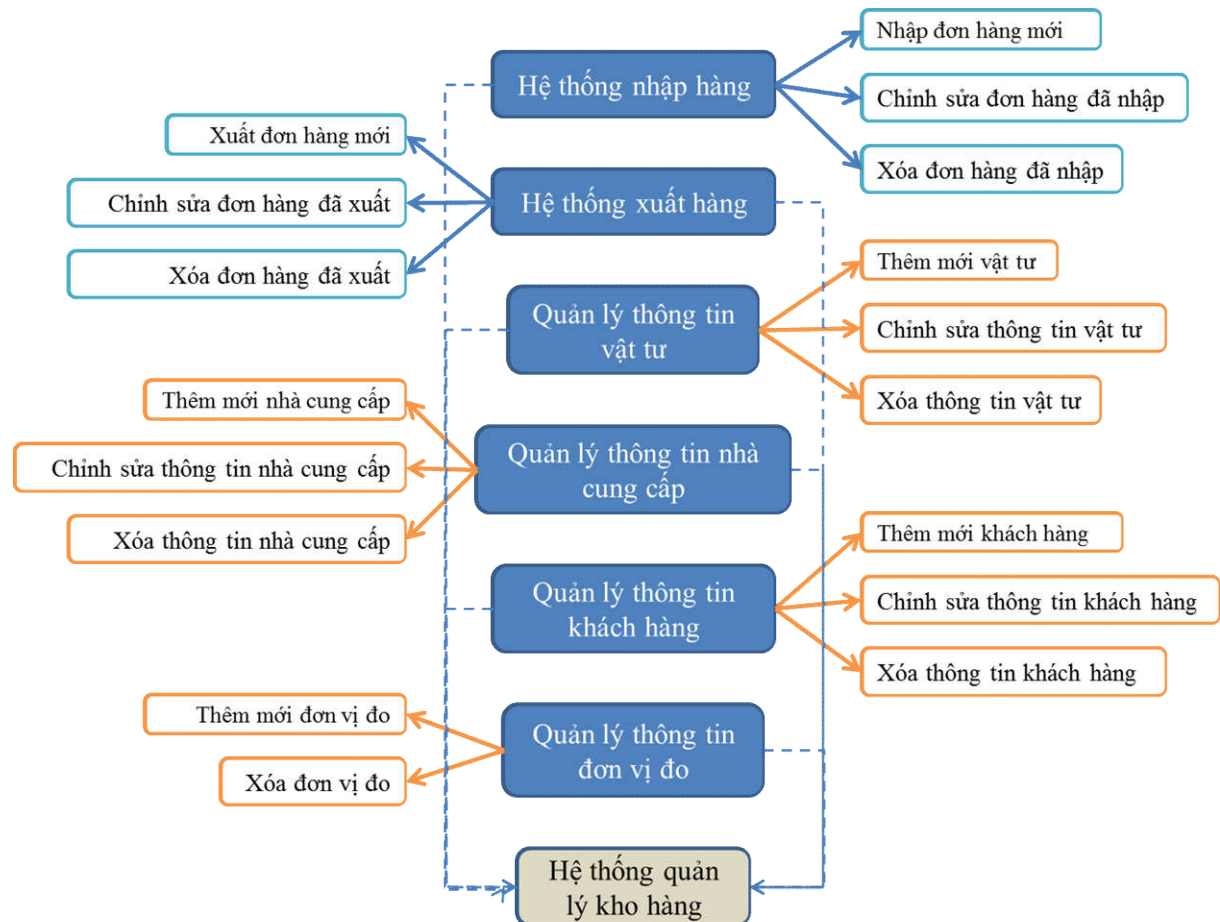 Nhập đơn hàng mới
Hệ thống nhập hàng
Chỉnh sửa đơn hàng đã nhập
Xóa đơn hàng đã nhập
Xuất đơn hàng mới
Chỉnh sửa đơn hàng đã xuất
Hệ thống xuất hàng
Xóa đơn hàng đã xuất
Thêm mới vật tư
Quản lý thông tin
vật tư
Chỉnh sửa thông tin vật tư
Xóa thông tin vật tư
Thêm mới nhà cung cấp
Chỉnh sửa thông tin nhà cung cấp
Quản lý thông tin nhà
cung cấp
Xóa thông tin nhà cung cấp
Thêm mới khách hàng
Quản lý thông tin
khách hàng
Chỉnh sửa thông tin khách hàng
Xóa thông tin khách hàng
Thêm mới đơn vị đo
Quản lý thông tin
đơn vị đo
Xóa đơn vị đo
Hệ thống quản
lý kho hàng